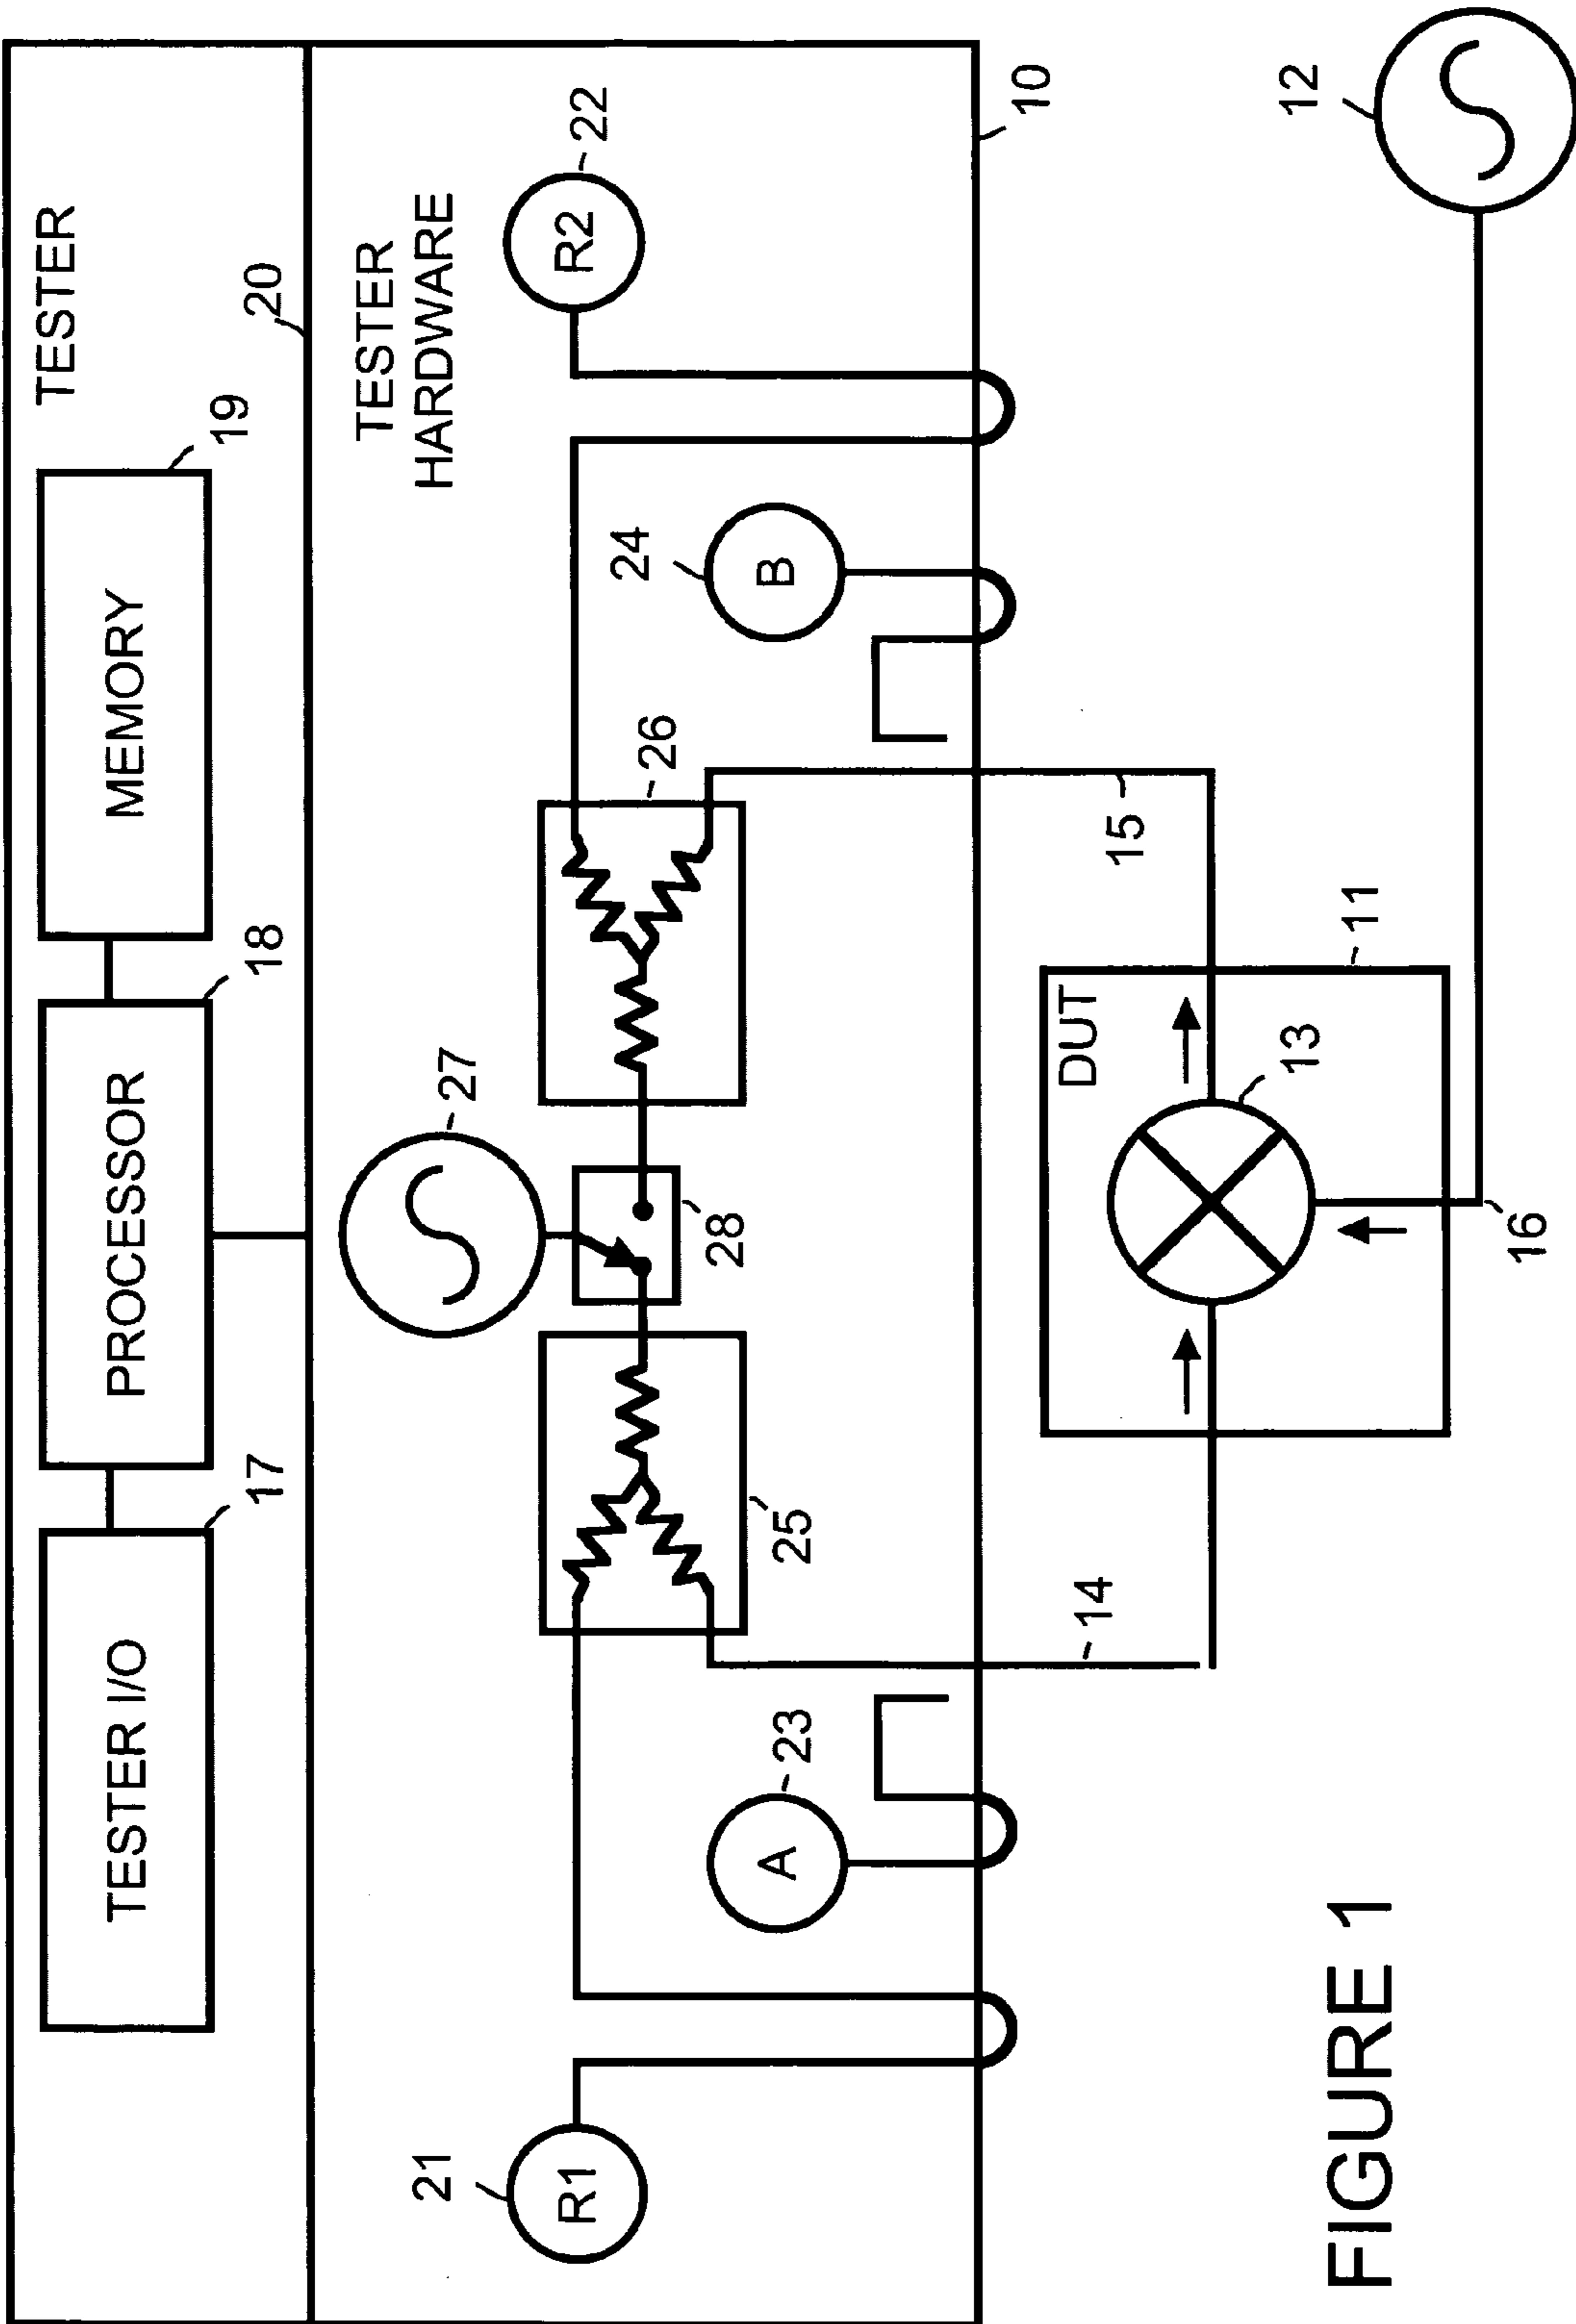 TESTER
TESTER I/O
PROCESSOR
MEMORY
17
18
19
20
TESTER
HARDWARE
27
21
R1
R2
22
28
25
26
A
23
24
B
10
14
15
DUT
11
13
16
12
FIGURE 1